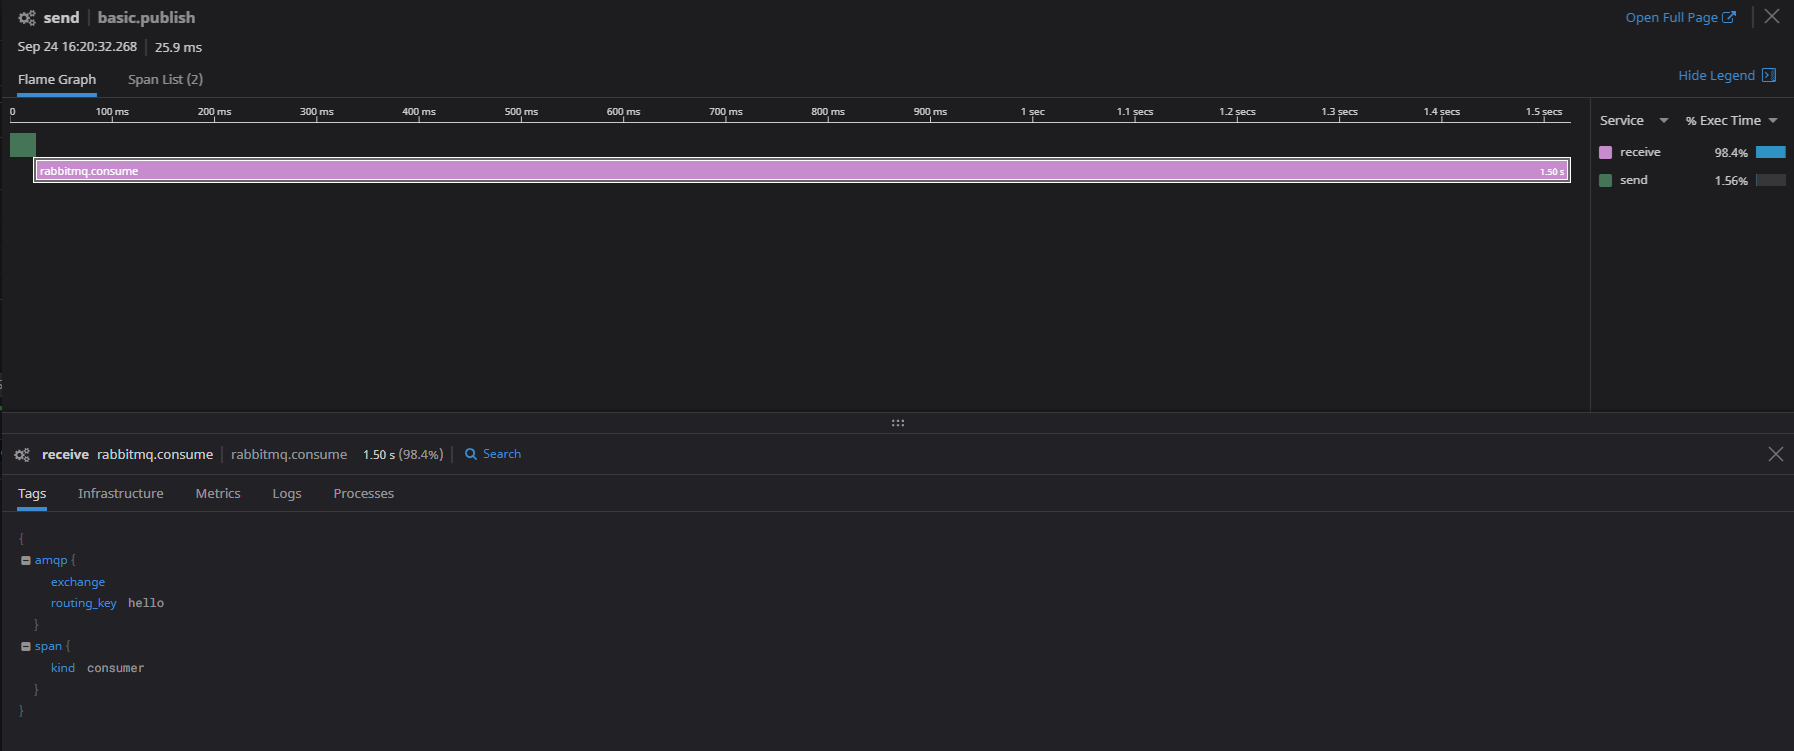 send | basic.publish
Open Full Page
Sep 24 16:20:32.268 | 25.9 ms
Flame Graph
Span List (2)
Hide Legend
0 100 ms 200 ms 300 ms 400 ms 500 ms 600 ms 700 ms 800 ms 900 ms 1 sec 1.1 secs 1.2 secs 1.3 secs 1.4 secs 1.5 secs
Service % Exec Time
receive 98.4%
send 1.56%
rabbitmq.consume 1.50 s
receive rabbitmq.consume | rabbitmq.consume 1.50 s (98.4%) | Search
Tags Infrastructure Metrics Logs Processes
{
amqp {
exchange
routing_key hello
}
span {
kind consumer
}
}